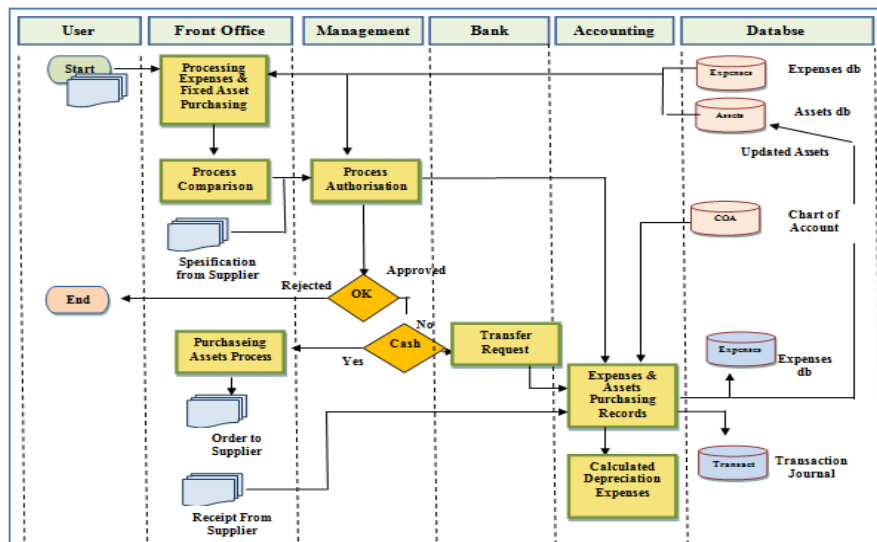 User
Front Office
Management
Bank
Accounting
Databse
Start
Processing
Expenses &
Fixed Asset
Purchasing
Expenses
Expenses db
Assets
Assets db
Updated Assets
Process
Comparison
Process
Authorisation
COA
Chart of
Account
Spesification
from Supplier
Approved
Rejected
OK
End
No
Cash
Yes
Purchaseing
Assets Process
Transfer
Request
Expenses
Expenses
db
Expenses &
Assets
Purchasing
Records
Order to
Supplier
Transact
Transaction
Journal
Calculated
Depreciation
Expenses
Receipt From
Supplier